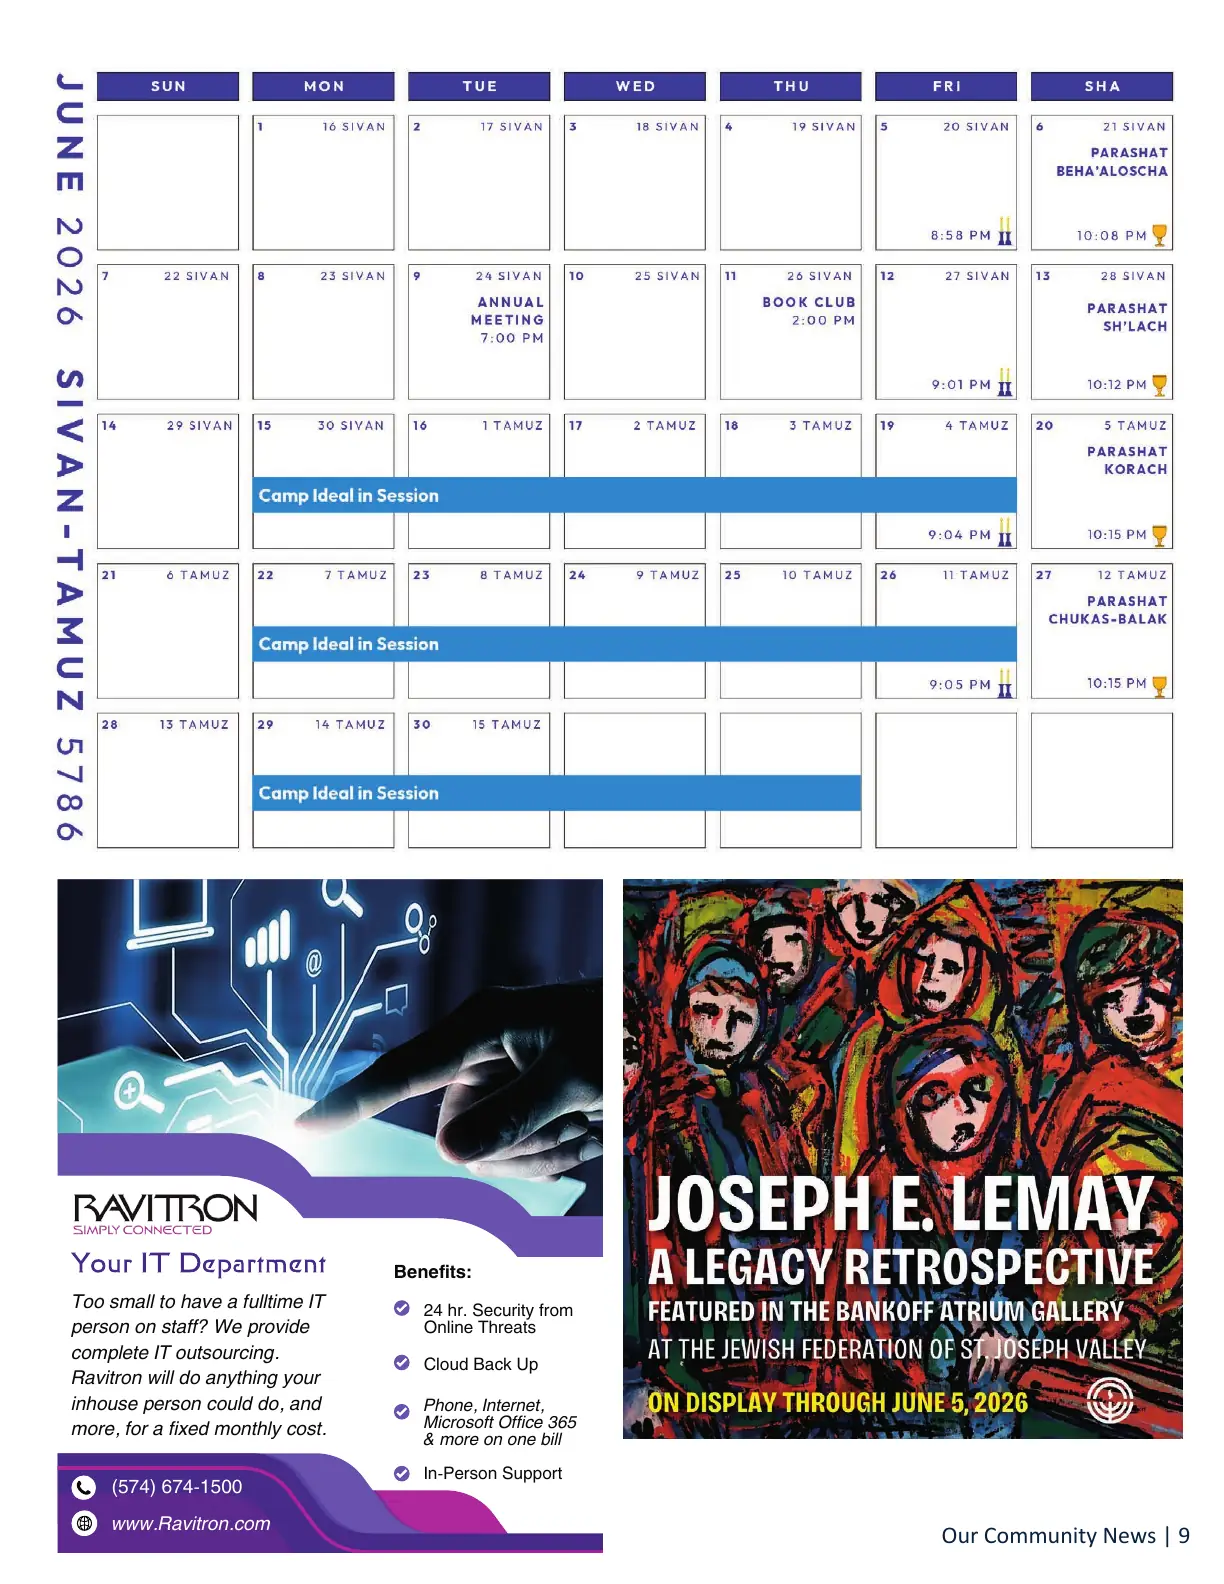 JUNE 2026 SIVAN-TAMUZ 5786
SUN MON TUE WED THU FRI SHA
1 16 SIVAN
2 17 SIVAN
3 18 SIVAN
4 19 SIVAN
5 20 SIVAN
8:58 PM
6 21 SIVAN
PARASHAT
BEHA'ALOSCHA
10:08 PM
7 22 SIVAN
8 23 SIVAN
9 24 SIVAN
ANNUAL
MEETING
7:00 PM
10 25 SIVAN
11 26 SIVAN
BOOK CLUB
2:00 PM
12 27 SIVAN
9:01 PM
13 28 SIVAN
PARASHAT
SH'LACH
10:12 PM
14 29 SIVAN
15 30 SIVAN
16 1 TAMUZ
17 2 TAMUZ
18 3 TAMUZ
19 4 TAMUZ
Camp Ideal in Session
9:04 PM
20 5 TAMUZ
PARASHAT
KORACH
10:15 PM
21 6 TAMUZ
22 7 TAMUZ
23 8 TAMUZ
24 9 TAMUZ
25 10 TAMUZ
26 11 TAMUZ
Camp Ideal in Session
9:05 PM
27 12 TAMUZ
PARASHAT
CHUKAS-BALAK
10:15 PM
28 13 TAMUZ
29 14 TAMUZ
30 15 TAMUZ
Camp Ideal in Session
@
RAVITRON
SIMPLY CONNECTED
Your IT Department
Too small to have a fulltime IT
person on staff? We provide
complete IT outsourcing.
Ravitron will do anything your
inhouse person could do, and
more, for a fixed monthly cost.
(574) 674-1500
www.Ravitron.com
Benefits:
24 hr. Security from
Online Threats
Cloud Back Up
Phone, Internet,
Microsoft Office 365
& more on one bill
In-Person Support
JOSEPH E. LEMAY
A LEGACY RETROSPECTIVE
FEATURED IN THE BANKOFF ATRIUM GALLERY
AT THE JEWISH FEDERATION OF ST. JOSEPH VALLEY
ON DISPLAY THROUGH JUNE 5, 2026
Our Community News | 9